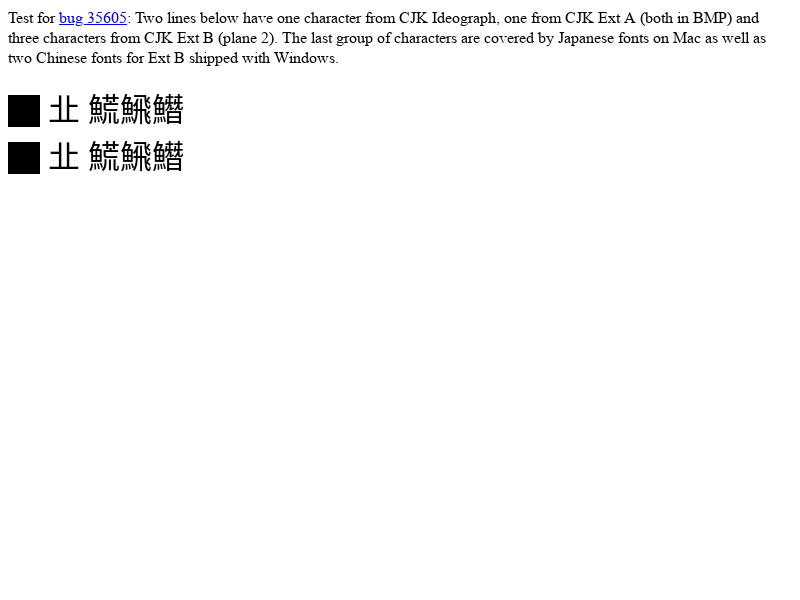 Test for bug 35605: Two lines below have one character from CJK Ideograph, one from CJK Ext A (both in BMP) and
three characters from CJK Ext B (plane 2). The last group of characters are covered by Japanese fonts on Mac as well as
two Chinese fonts for Ext B shipped with Windows.
㐀 𩺊𩹉𩻛
㐀 𩺊𩹉𩻛